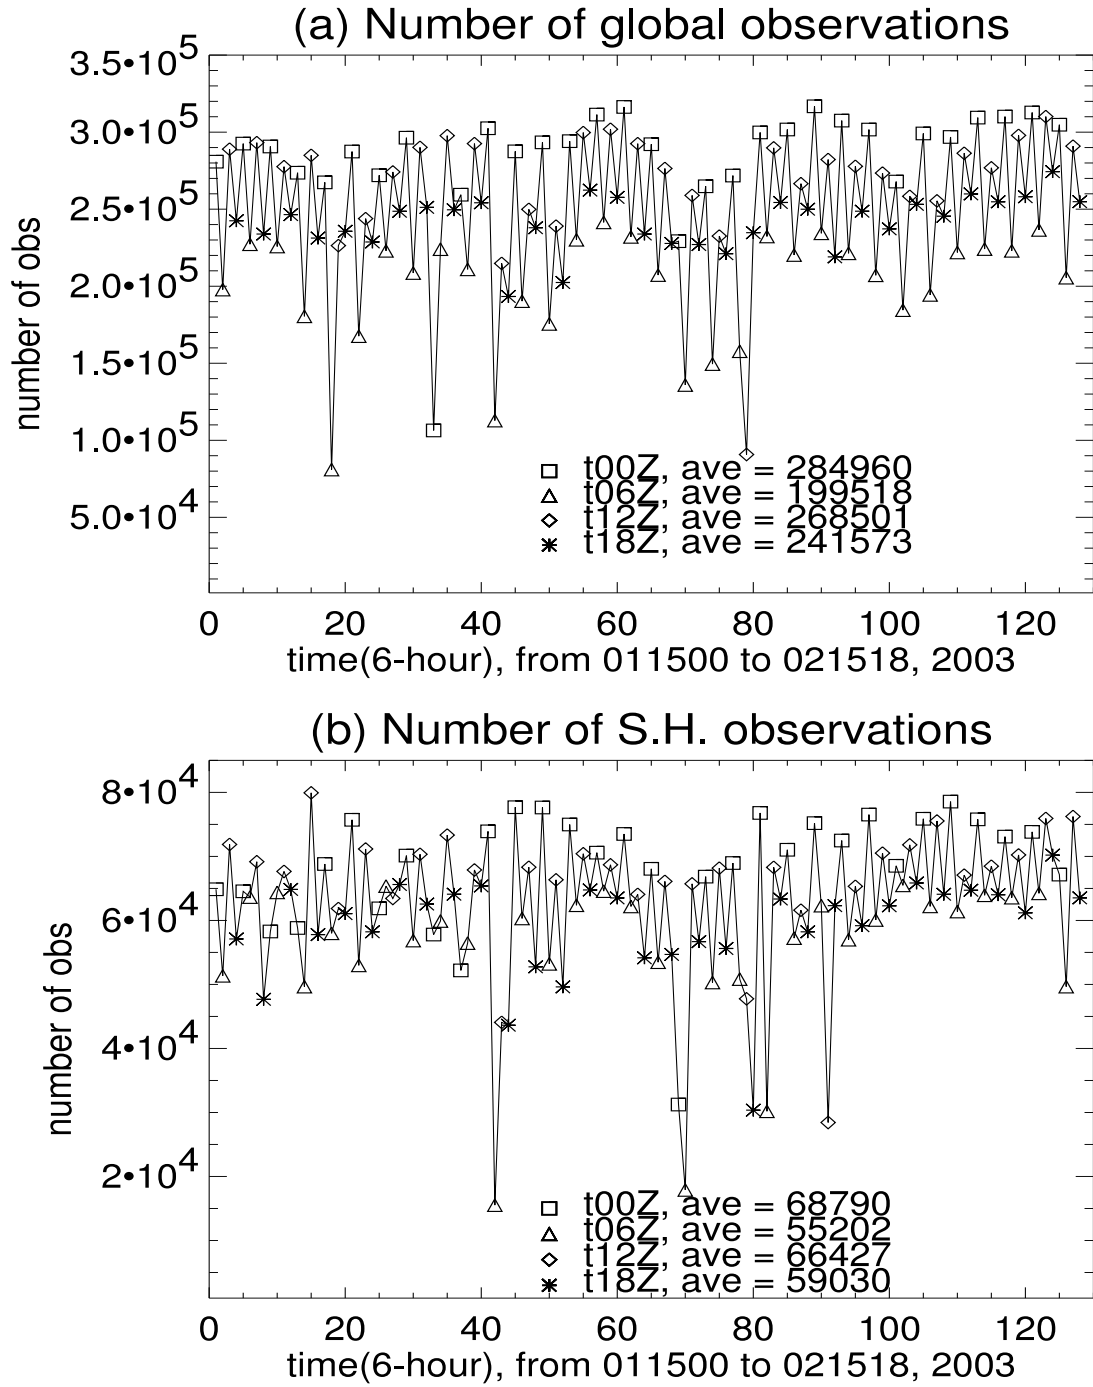 (a) Number of global observations
3.5•10⁵
3.0•10⁵
2.5•10⁵
2.0•10⁵
1.5•10⁵
1.0•10⁵
5.0•10⁴
number of obs
t00Z, ave = 284960
t06Z, ave = 199518
t12Z, ave = 268501
t18Z, ave = 241573
0 20 40 60 80 100 120
time(6-hour), from 011500 to 021518, 2003
(b) Number of S.H. observations
8•10⁴
6•10⁴
4•10⁴
2•10⁴
number of obs
t00Z, ave = 68790
t06Z, ave = 55202
t12Z, ave = 66427
t18Z, ave = 59030
0 20 40 60 80 100 120
time(6-hour), from 011500 to 021518, 2003